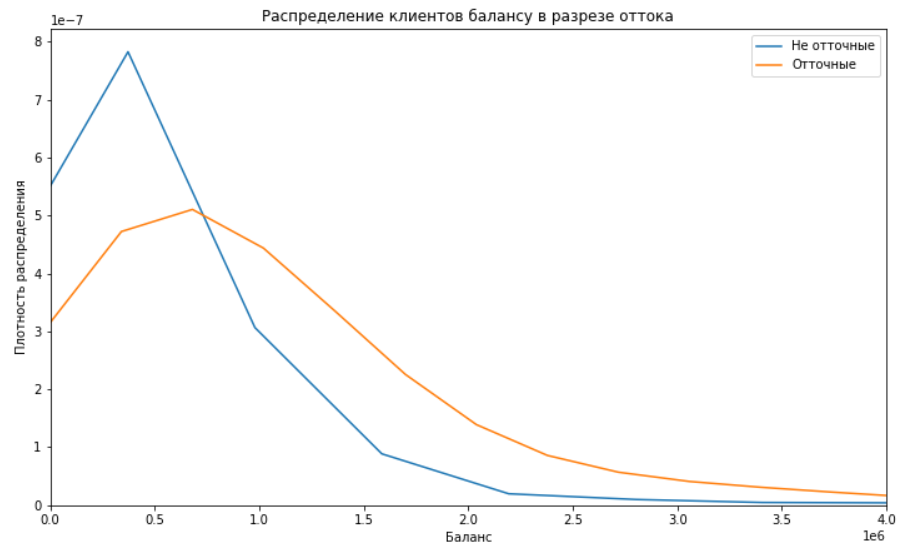 Распределение клиентов балансу в разрезе оттока
1e−7
Не отточные
Отточные
8
7
6
5
4
3
2
1
0
Плотность распределения
0.0 0.5 1.0 1.5 2.0 2.5 3.0 3.5 4.0
1e6
Баланс